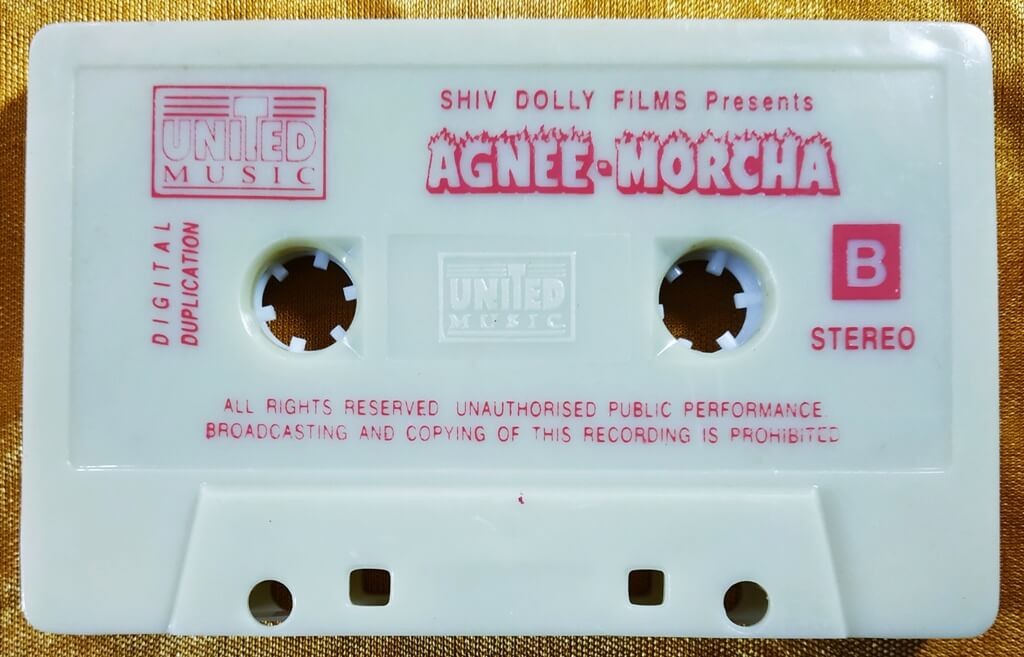 UNITED
MUSIC
SHIV DOLLY FILMS Presents
AGNEE-MORCHA
DIGITAL
DUPLICATION
UNITED
MUSIC
B
STEREO
ALL RIGHTS RESERVED UNAUTHORISED PUBLIC PERFORMANCE.
BROADCASTING AND COPYING OF THIS RECORDING IS PROHIBITED